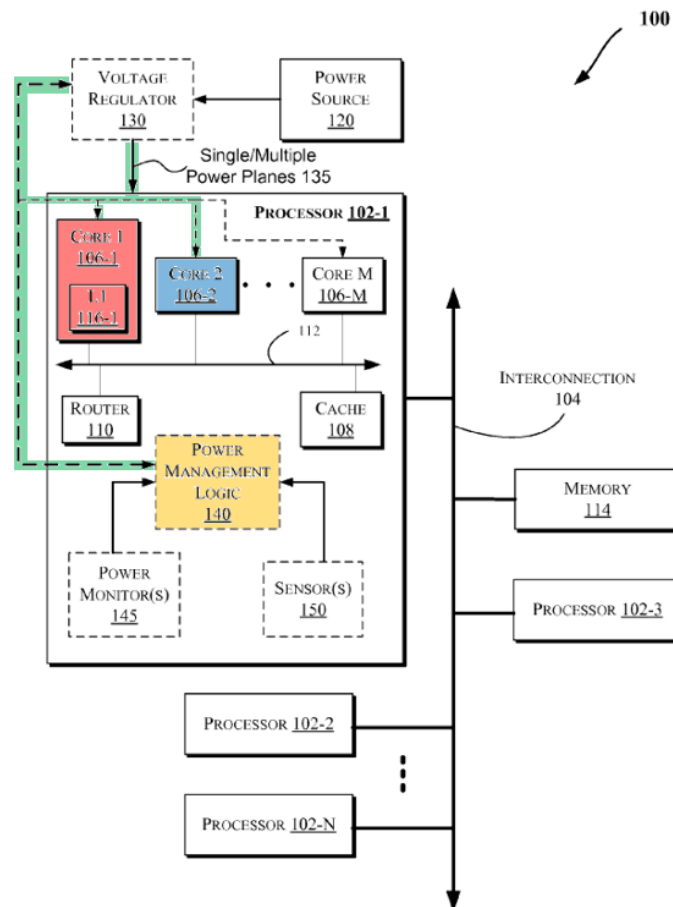 100
VOLTAGE
REGULATOR
130
POWER
SOURCE
120
Single/Multiple
Power Planes 135
PROCESSOR 102-1
CORE 1
106-1
L1
116-1
CORE 2
106-2
CORE M
106-M
112
ROUTER
110
CACHE
108
INTERCONNECTION
104
POWER
MANAGEMENT
LOGIC
140
MEMORY
114
POWER
MONITOR(S)
145
SENSOR(S)
150
PROCESSOR 102-3
PROCESSOR 102-2
PROCESSOR 102-N